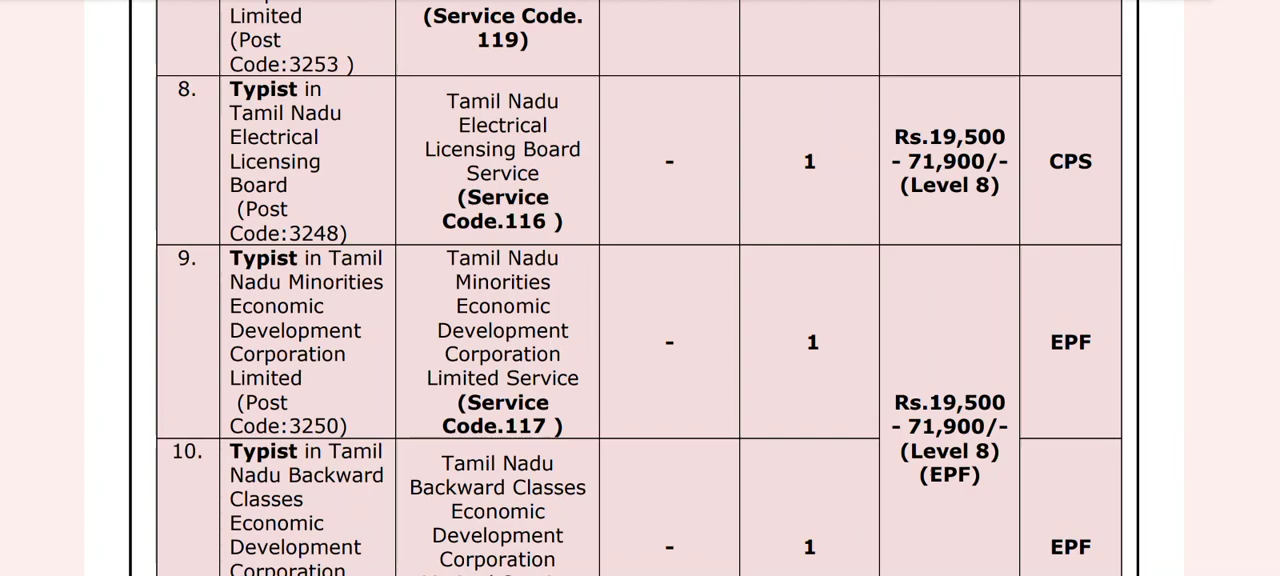 Limited
(Post
Code:3253 )
(Service Code.
119)
8.
Typist in
Tamil Nadu
Electrical
Licensing
Board
(Post
Code:3248)
Tamil Nadu
Electrical
Licensing Board
Service
(Service
Code.116 )
-
1
Rs.19,500
- 71,900/-
(Level 8)
CPS
9.
Typist in Tamil
Nadu Minorities
Economic
Development
Corporation
Limited
(Post
Code:3250)
Tamil Nadu
Minorities
Economic
Development
Corporation
Limited Service
(Service
Code.117 )
-
1
Rs.19,500
- 71,900/-
(Level 8)
(EPF)
EPF
10.
Typist in Tamil
Nadu Backward
Classes
Economic
Development
Corporation
Tamil Nadu
Backward Classes
Economic
Development
Corporation
-
1
EPF